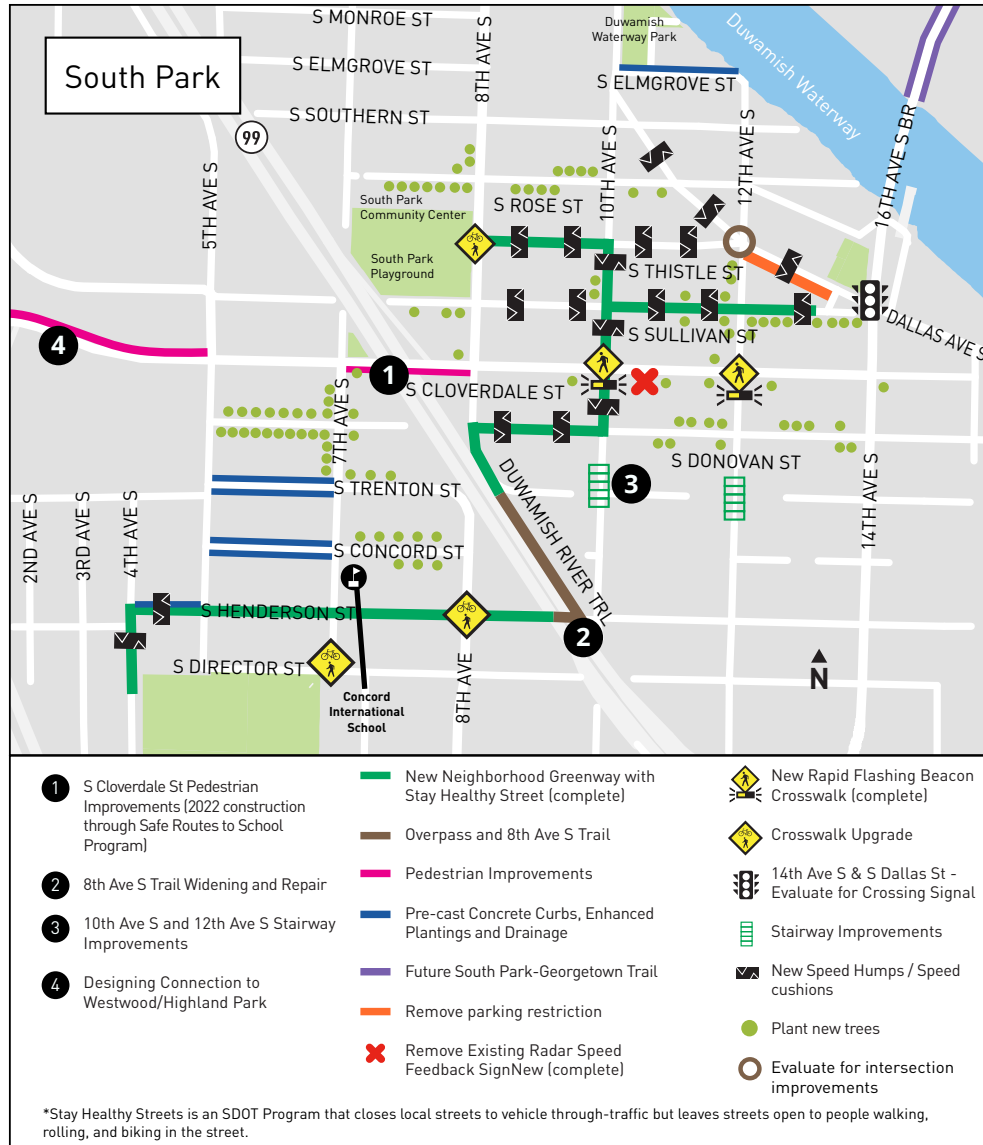 South Park
S MONROE ST
Duwamish
Waterway Park
Duwamish Waterway
8TH AVE S
S ELMGROVE ST
S ELMGROVE ST
S SOUTHERN ST
99
5TH AVE S
10TH AVE S
12TH AVE S
16TH AVE S BR
South Park
Community Center
S ROSE ST
South Park
Playground
S THISTLE ST
S SULLIVAN ST
DALLAS AVE S
4
1
S CLOVERDALE ST
7TH AVE S
S DONOVAN ST
3
S TRENTON ST
DUWAMISH RIVER TRL
14TH AVE S
2ND AVE S
3RD AVE S
4TH AVE S
S CONCORD ST
S HENDERSON ST
2
S DIRECTOR ST
8TH AVE
Concord
International
School
N
1 S Cloverdale St Pedestrian
Improvements (2022 construction
through Safe Routes to School
Program)
2 8th Ave S Trail Widening and Repair
3 10th Ave S and 12th Ave S Stairway
Improvements
4 Designing Connection to
Westwood/Highland Park
New Neighborhood Greenway with
Stay Healthy Street (complete)
Overpass and 8th Ave S Trail
Pedestrian Improvements
Pre-cast Concrete Curbs, Enhanced
Plantings and Drainage
Future South Park-Georgetown Trail
Remove parking restriction
Remove Existing Radar Speed
Feedback SignNew (complete)
New Rapid Flashing Beacon
Crosswalk (complete)
Crosswalk Upgrade
14th Ave S & S Dallas St -
Evaluate for Crossing Signal
Stairway Improvements
New Speed Humps / Speed
cushions
Plant new trees
Evaluate for intersection
improvements
*Stay Healthy Streets is an SDOT Program that closes local streets to vehicle through-traffic but leaves streets open to people walking,
rolling, and biking in the street.